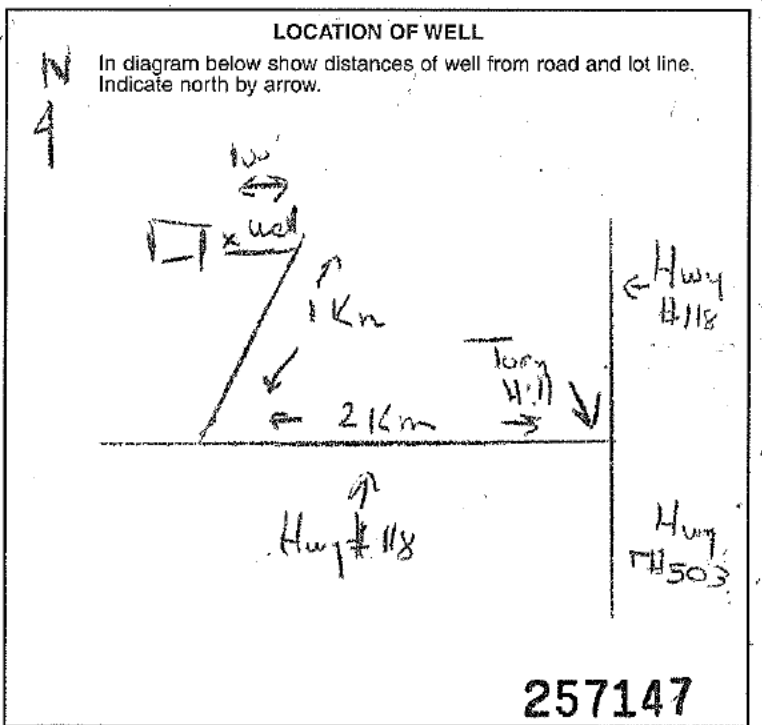 LOCATION OF WELL
In diagram below show distances of well from road and lot line.
Indicate north by arrow.
N
100'
x Well
1 Km
Hwy
#118
Tory
Hill
2 Km
Hwy # 118
Hwy
#503
257147